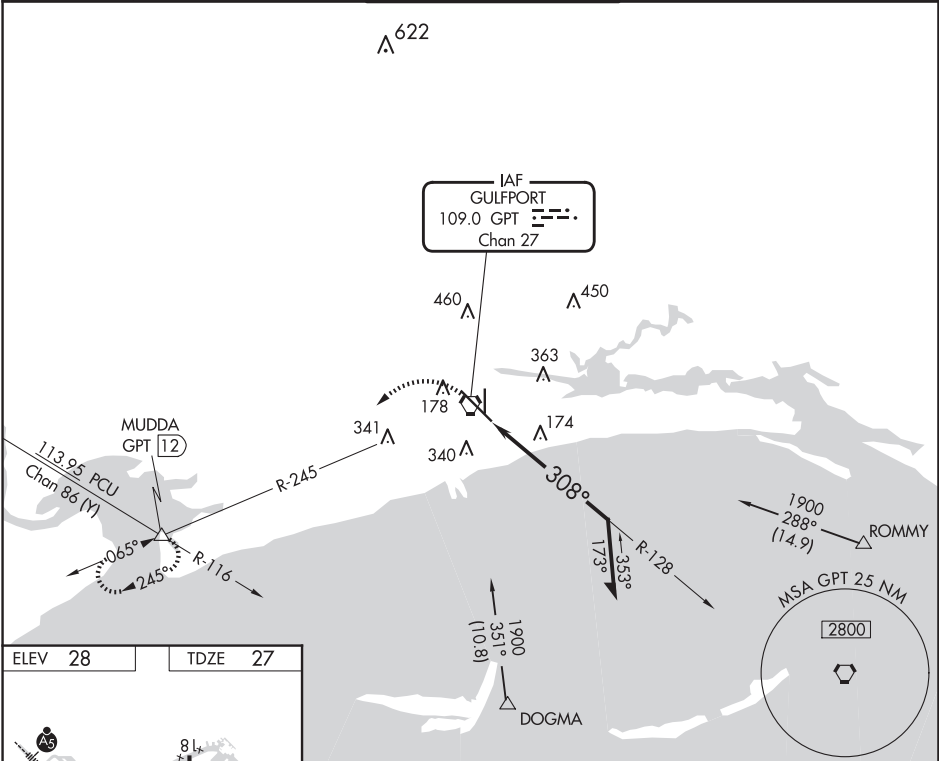 622
IAF
GULFPORT
109.0 GPT
Chan 27
460
450
363
178
174
341
340
MUDDA
GPT 12
113.95 PCU
Chan 86 (Y)
R-245
308°
065°
245°
R-116
173°
353°
R-128
1900
288°
(14.9)
ROMMY
1900
351°
(10.8)
DOGMA
MSA GPT 25 NM
2800
ELEV 28
TDZE 27
A5
81